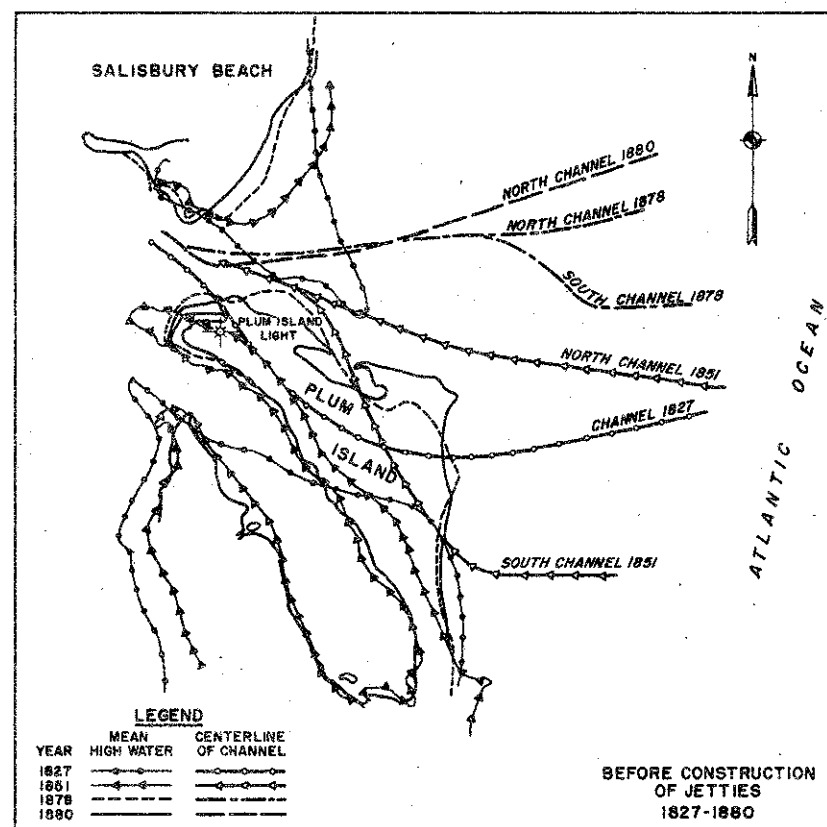 SALISBURY BEACH
N
NORTH CHANNEL 1880
NORTH CHANNEL 1878
SOUTH CHANNEL 1878
PLUM ISLAND
LIGHT
NORTH CHANNEL 1851
PLUM
ISLAND
CHANNEL 1827
ATLANTIC OCEAN
SOUTH CHANNEL 1851
LEGEND
YEAR MEAN HIGH WATER CENTERLINE OF CHANNEL
1827
1851
1878
1880
BEFORE CONSTRUCTION
OF JETTIES
1827-1880